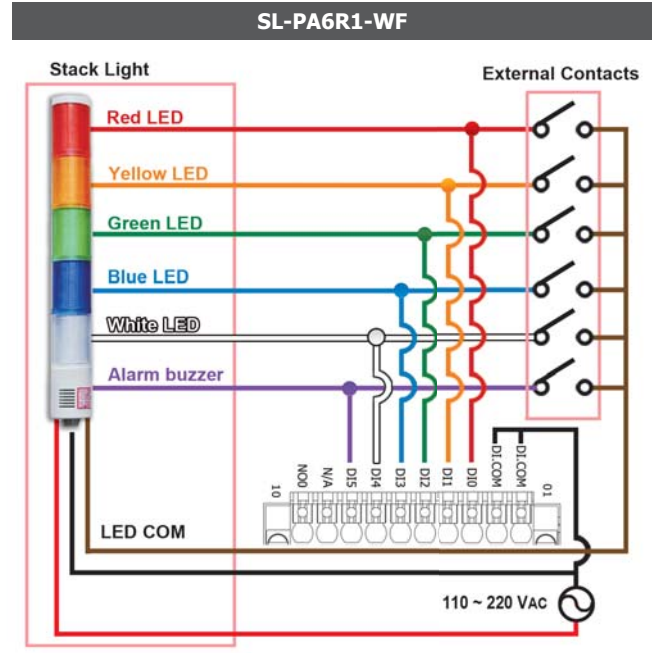 SL-PA6R1-WF
Stack Light
External Contacts
Red LED
Yellow LED
Green LED
Blue LED
White LED
Alarm buzzer
10
NO0
N/A
DI5
DI4
DI3
DI2
DI1
DI0
DI.COM
DI.COM
01
LED COM
110 ~ 220 VAC